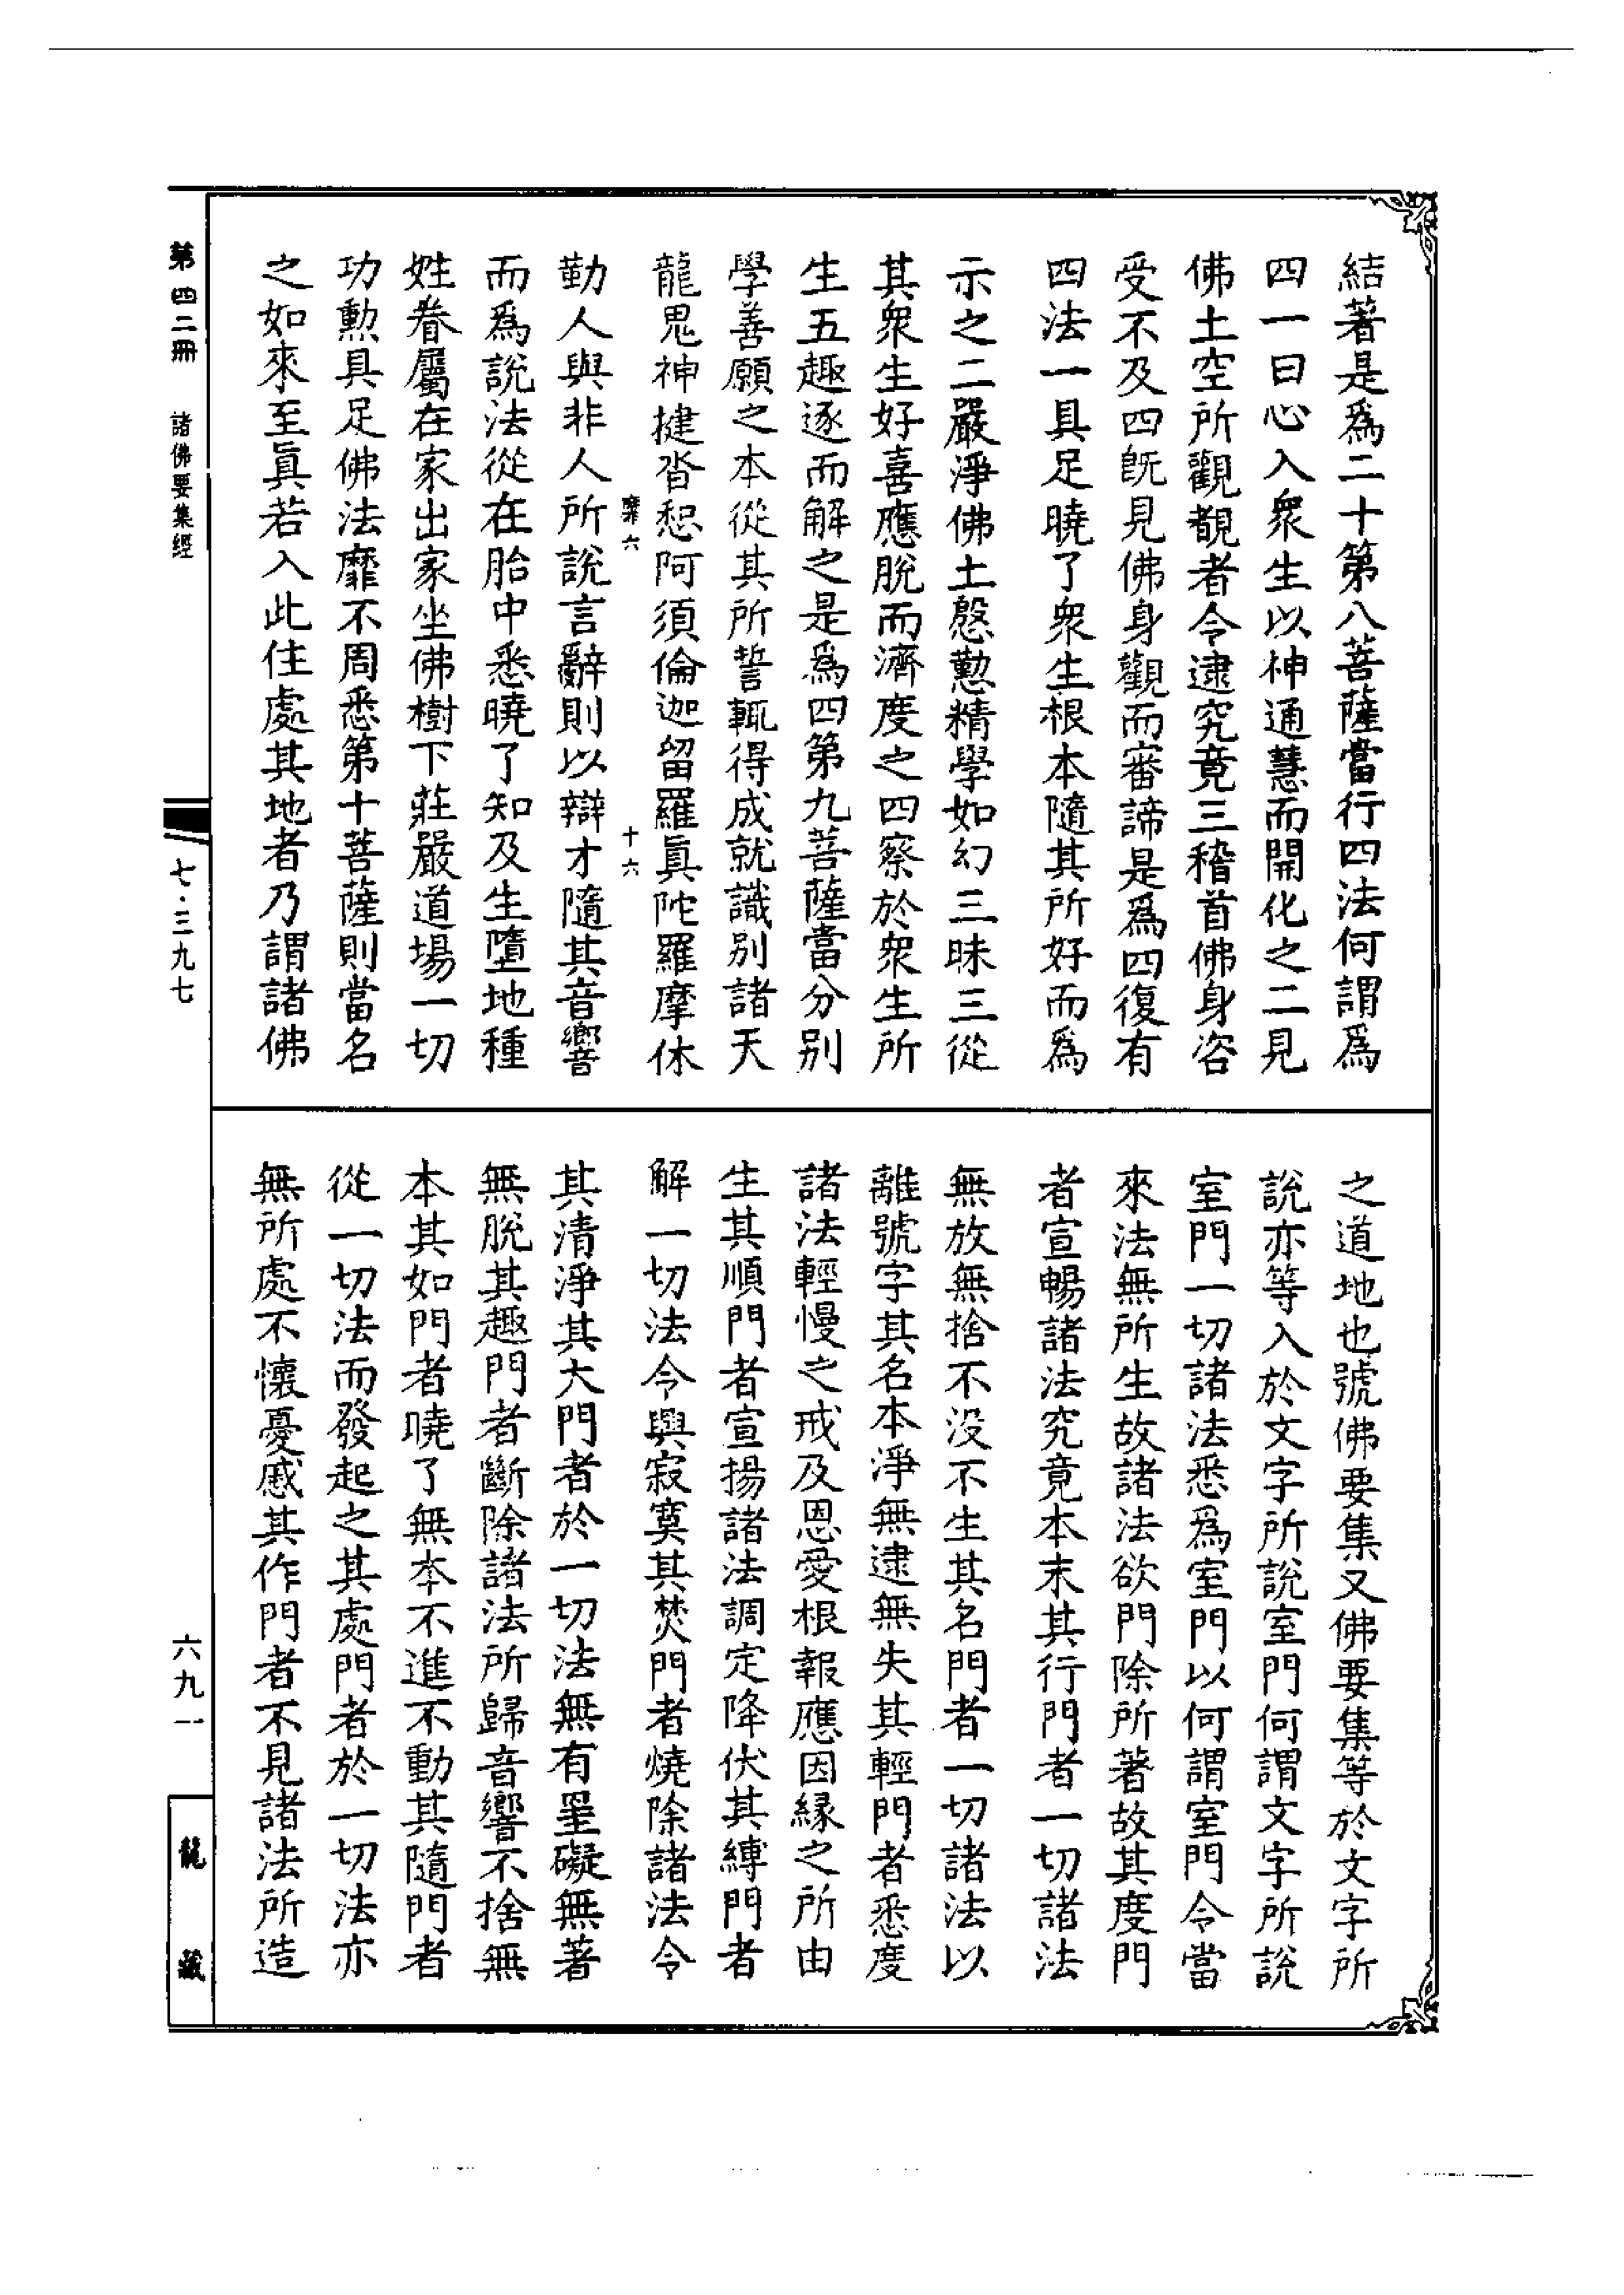 結著是爲二十第八菩薩當行四法何謂爲
四一曰心入衆生以神通慧而開化之二見
佛土空所觀覩者令逮究竟三稽首佛身咨
受不及四旣見佛身觀而審諦是爲四復有
四法一具足曉了衆生根本隨其所好而爲
示之二嚴淨佛土慇懃精學如幻三昧三從
其衆生好喜應脫而濟度之四察於衆生所
生五趣逐而解之是爲四第九菩薩當分別
學善願之本從其所誓輒得成就識別諸天
龍鬼神揵沓惒阿須倫迦留羅眞陀羅摩休
靡六
十六
勤人與非人所說言辭則以辯才隨其音響
而爲說法從在胎中悉曉了知及生墮地種
姓眷屬在家出家坐佛樹下莊嚴道場一切
功勳具足佛法靡不周悉第十菩薩則當名
之如來至眞若入此住處其地者乃謂諸佛
之道地也號佛要集又佛要集等於文字所
說亦等入於文字所說室門何謂文字所說
室門一切諸法悉爲室門以何謂室門令當
來法無所生故諸法欲門除所著故其度門
者宣暢諸法究竟本末其行門者一切諸法
無放無捨不没不生其名門者一切諸法以
離號字其名本淨無逮無失其輕門者悉度
諸法輕慢之戒及恩愛根報應因縁之所由
生其順門者宣揚諸法調定降伏其縛門者
解一切法令興寂寞其焚門者燒除諸法令
其清淨其大門者於一切法無有罣礙無著
無脫其趣門者斷除諸法所歸音響不捨無
本其如門者曉了無本不進不動其隨門者
從一切法而發起之其處門者於一切法亦
無所處不懷憂慼其作門者不見諸法所造
第四二冊
諸佛要集經
七·三九七
六九一
龍藏